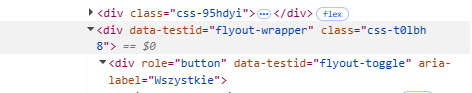 <div class="css-95hdyi">⋯</div> flex
<div data-testid="flyout-wrapper" class="css-t0lbh
8"> == $0
<div role="button" data-testid="flyout-toggle" aria-
label="Wszystkie">